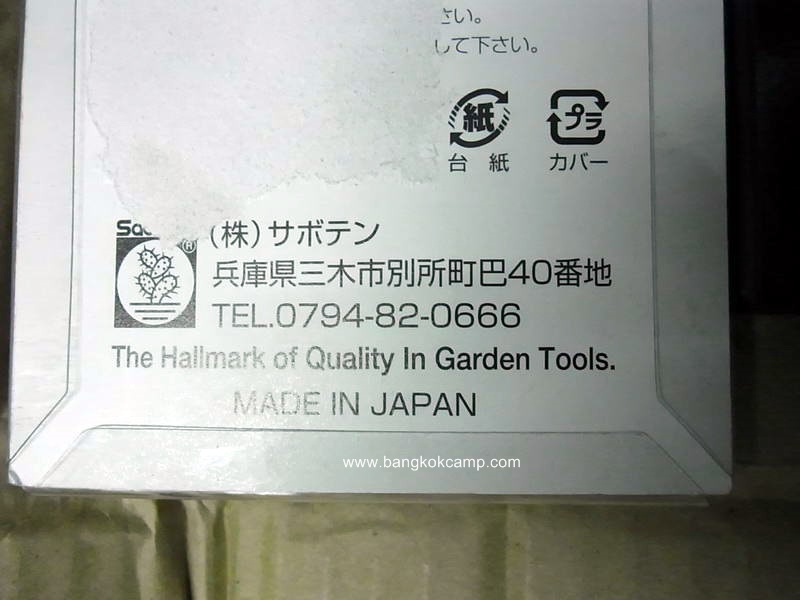 さい。
して下さい。
紙 プラ
台 紙 カバー
(株)サボテン
兵庫県三木市別所町巴40番地
TEL.0794-82-0666
The Hallmark of Quality In Garden Tools.
MADE IN JAPAN
www.bangkokcamp.com